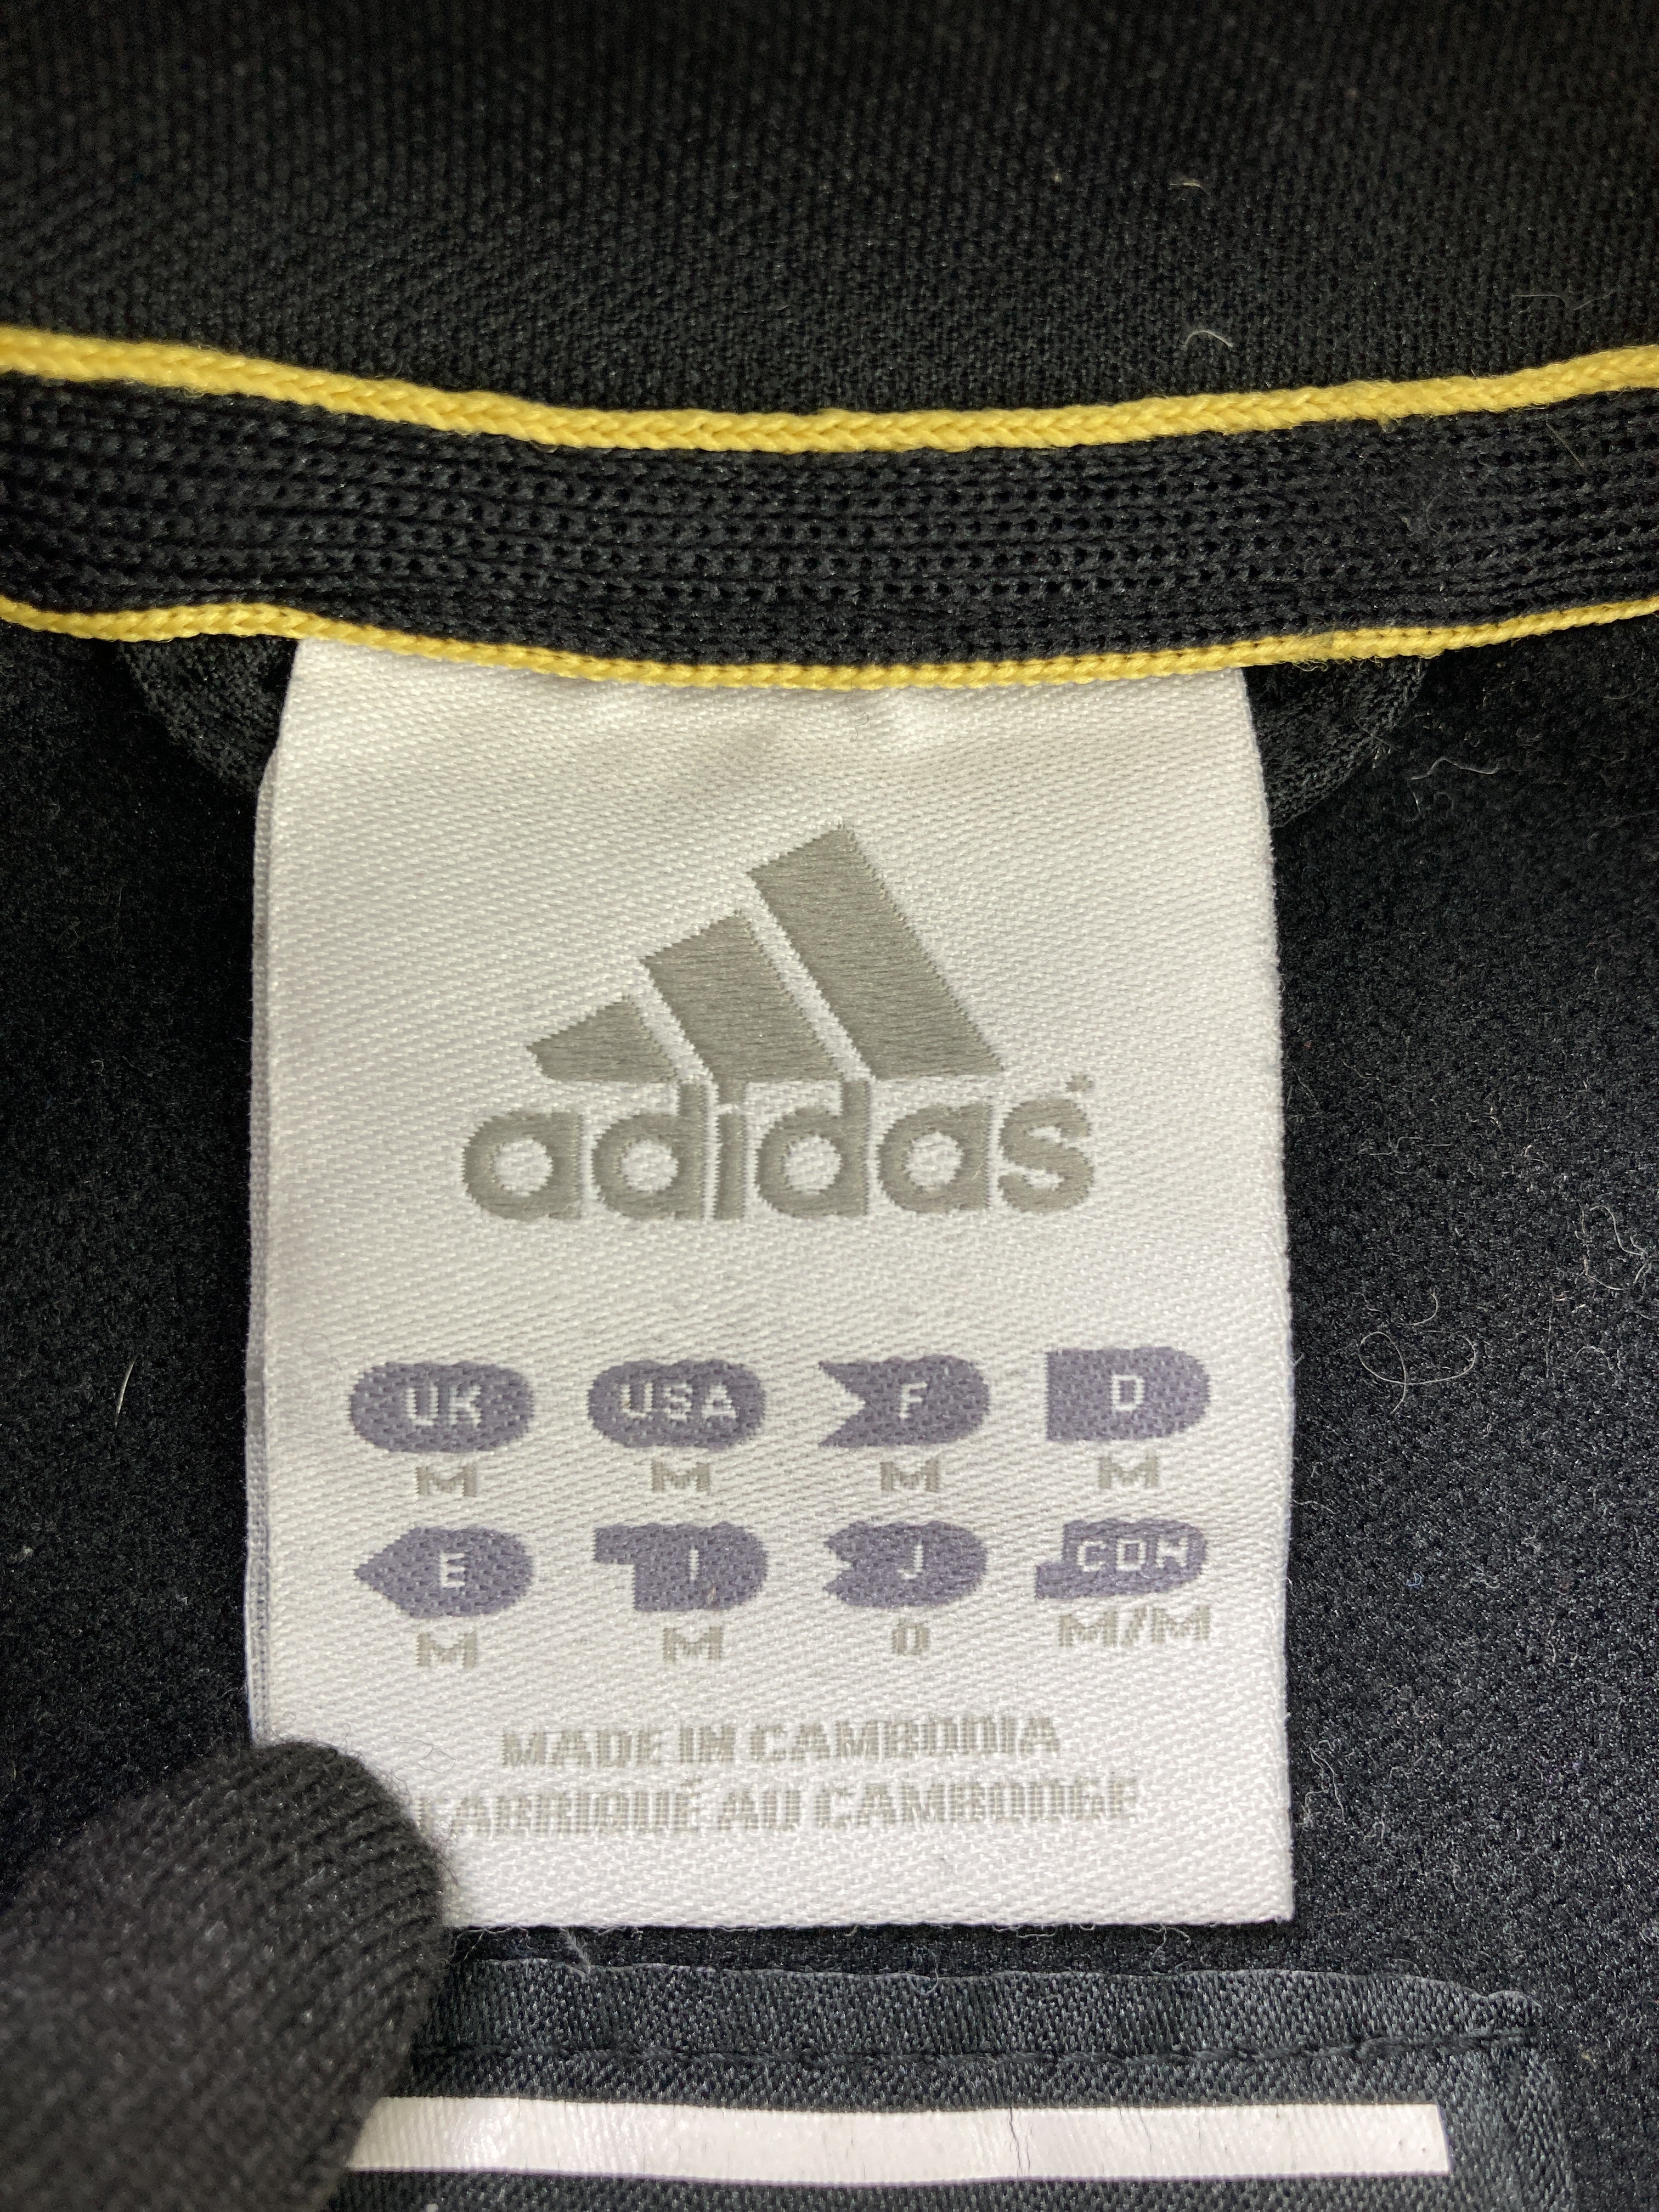 adidas
UK USA F D
M M M M
E I J CDN
M M O M/M
MADE IN CAMBODIA
FABRIQUÉ AU CAMBODGE